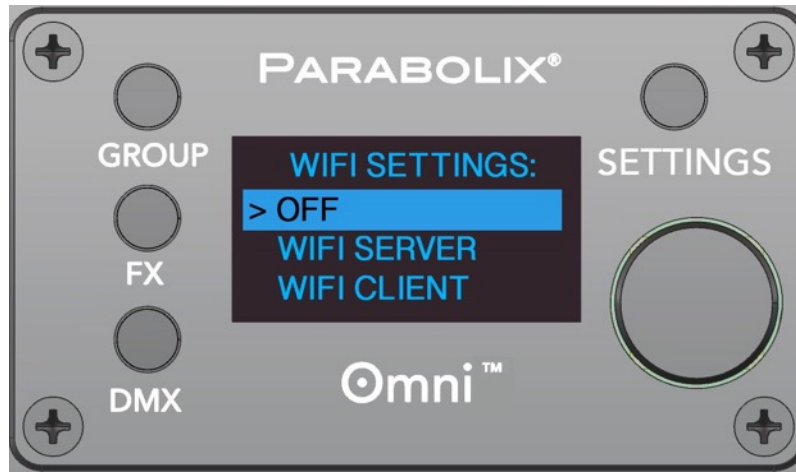 PARABOLIX®
GROUP
SETTINGS
WIFI SETTINGS:
> OFF
WIFI SERVER
WIFI CLIENT
FX
DMX
Omni™